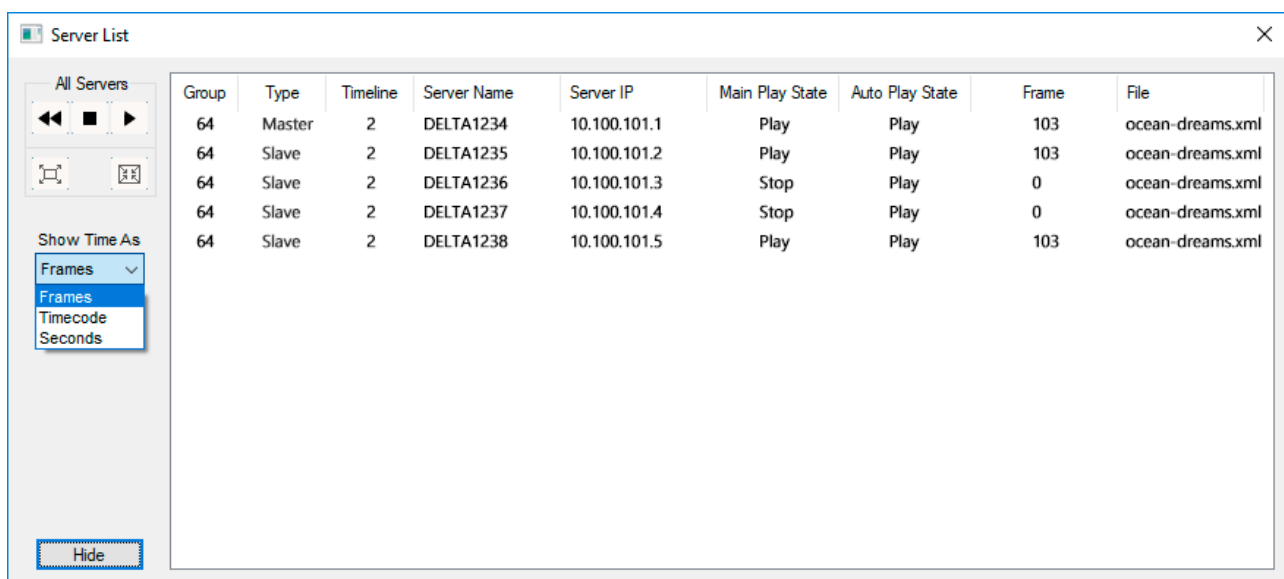 Server List
All Servers
Group Type Timeline Server Name Server IP Main Play State Auto Play State Frame File
64 Master 2 DELTA1234 10.100.101.1 Play Play 103 ocean-dreams.xml
64 Slave 2 DELTA1235 10.100.101.2 Play Play 103 ocean-dreams.xml
64 Slave 2 DELTA1236 10.100.101.3 Stop Play 0 ocean-dreams.xml
64 Slave 2 DELTA1237 10.100.101.4 Stop Play 0 ocean-dreams.xml
64 Slave 2 DELTA1238 10.100.101.5 Play Play 103 ocean-dreams.xml
Show Time As
Frames
Frames
Timecode
Seconds
Hide